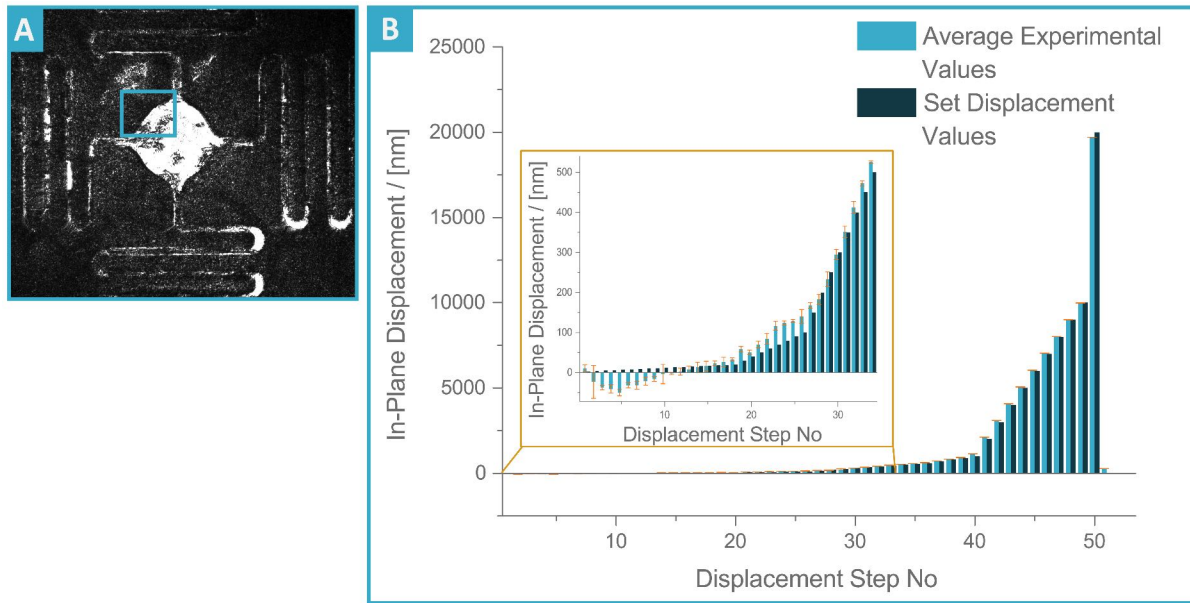 A
B
Average Experimental
Values
Set Displacement
Values
In-Plane Displacement / [nm]
25000
20000
15000
10000
5000
0
10
20
30
40
50
Displacement Step No
In-Plane Displacement / [nm]
500
400
300
200
100
0
10
20
30
Displacement Step No